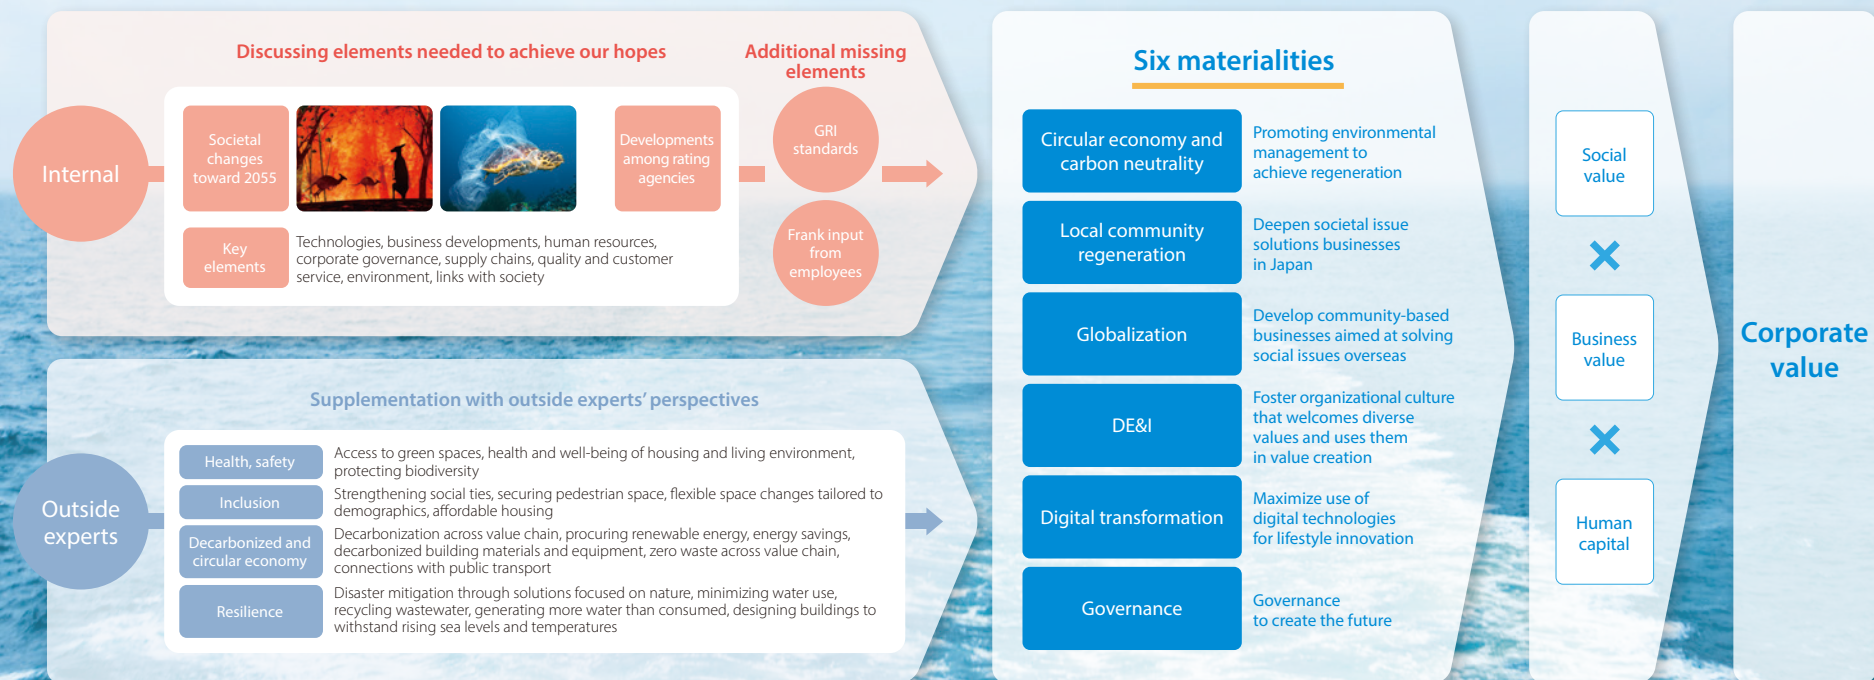 Discussing elements needed to achieve our hopes
Additional missing
elements
Internal
Societal
changes
toward 2055
Developments
among rating
agencies
Key
elements
Technologies, business developments, human resources,
corporate governance, supply chains, quality and customer
service, environment, links with society
GRI
standards
Frank input
from
employees
Supplementation with outside experts’ perspectives
Outside
experts
Health, safety
Access to green spaces, health and well-being of housing and living environment,
protecting biodiversity
Inclusion
Strengthening social ties, securing pedestrian space, flexible space changes tailored to
demographics, affordable housing
Decarbonized and
circular economy
Decarbonization across value chain, procuring renewable energy, energy savings,
decarbonized building materials and equipment, zero waste across value chain,
connections with public transport
Resilience
Disaster mitigation through solutions focused on nature, minimizing water use,
recycling wastewater, generating more water than consumed, designing buildings to
withstand rising sea levels and temperatures
Six materialities
Circular economy and
carbon neutrality
Promoting environmental
management to
achieve regeneration
Local community
regeneration
Deepen societal issue
solutions businesses
in Japan
Globalization
Develop community-based
businesses aimed at solving
social issues overseas
DE&I
Foster organizational culture
that welcomes diverse
values and uses them
in value creation
Digital transformation
Maximize use of
digital technologies
for lifestyle innovation
Governance
Governance
to create the future
Social
value
×
Business
value
×
Human
capital
Corporate
value